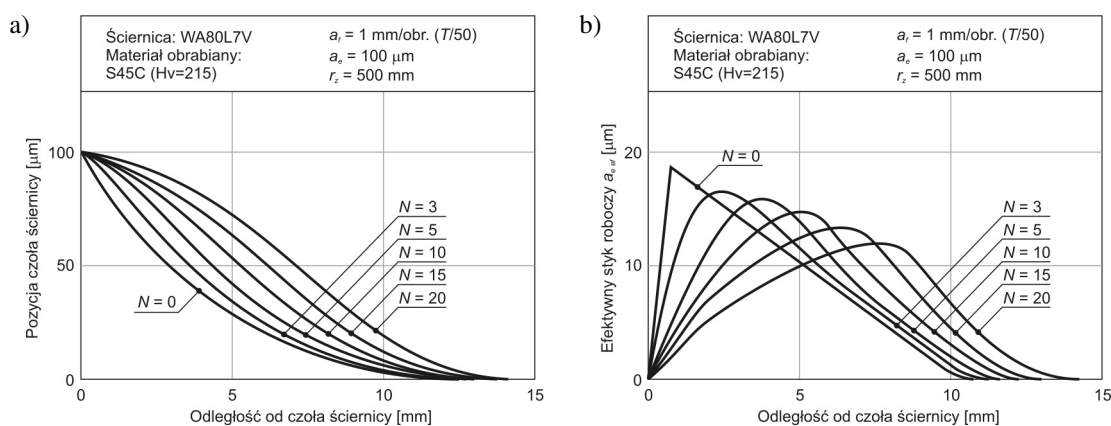 a)
Ściernica: WA80L7V
Materiał obrabiany:
S45C (Hv=215)
a_f = 1 mm/obr. (T/50)
a_e = 100 μm
r_z = 500 mm
Pozycja czoła ściernicy [μm]
100
50
0
N = 0
N = 3
N = 5
N = 10
N = 15
N = 20
0
5
10
15
Odległość od czoła ściernicy [mm]
b)
Ściernica: WA80L7V
Materiał obrabiany:
S45C (Hv=215)
a_f = 1 mm/obr. (T/50)
a_e = 100 μm
r_z = 500 mm
Efektywny styk roboczy a_e ef [μm]
20
10
0
N = 0
N = 3
N = 5
N = 10
N = 15
N = 20
0
5
10
15
Odległość od czoła ściernicy [mm]